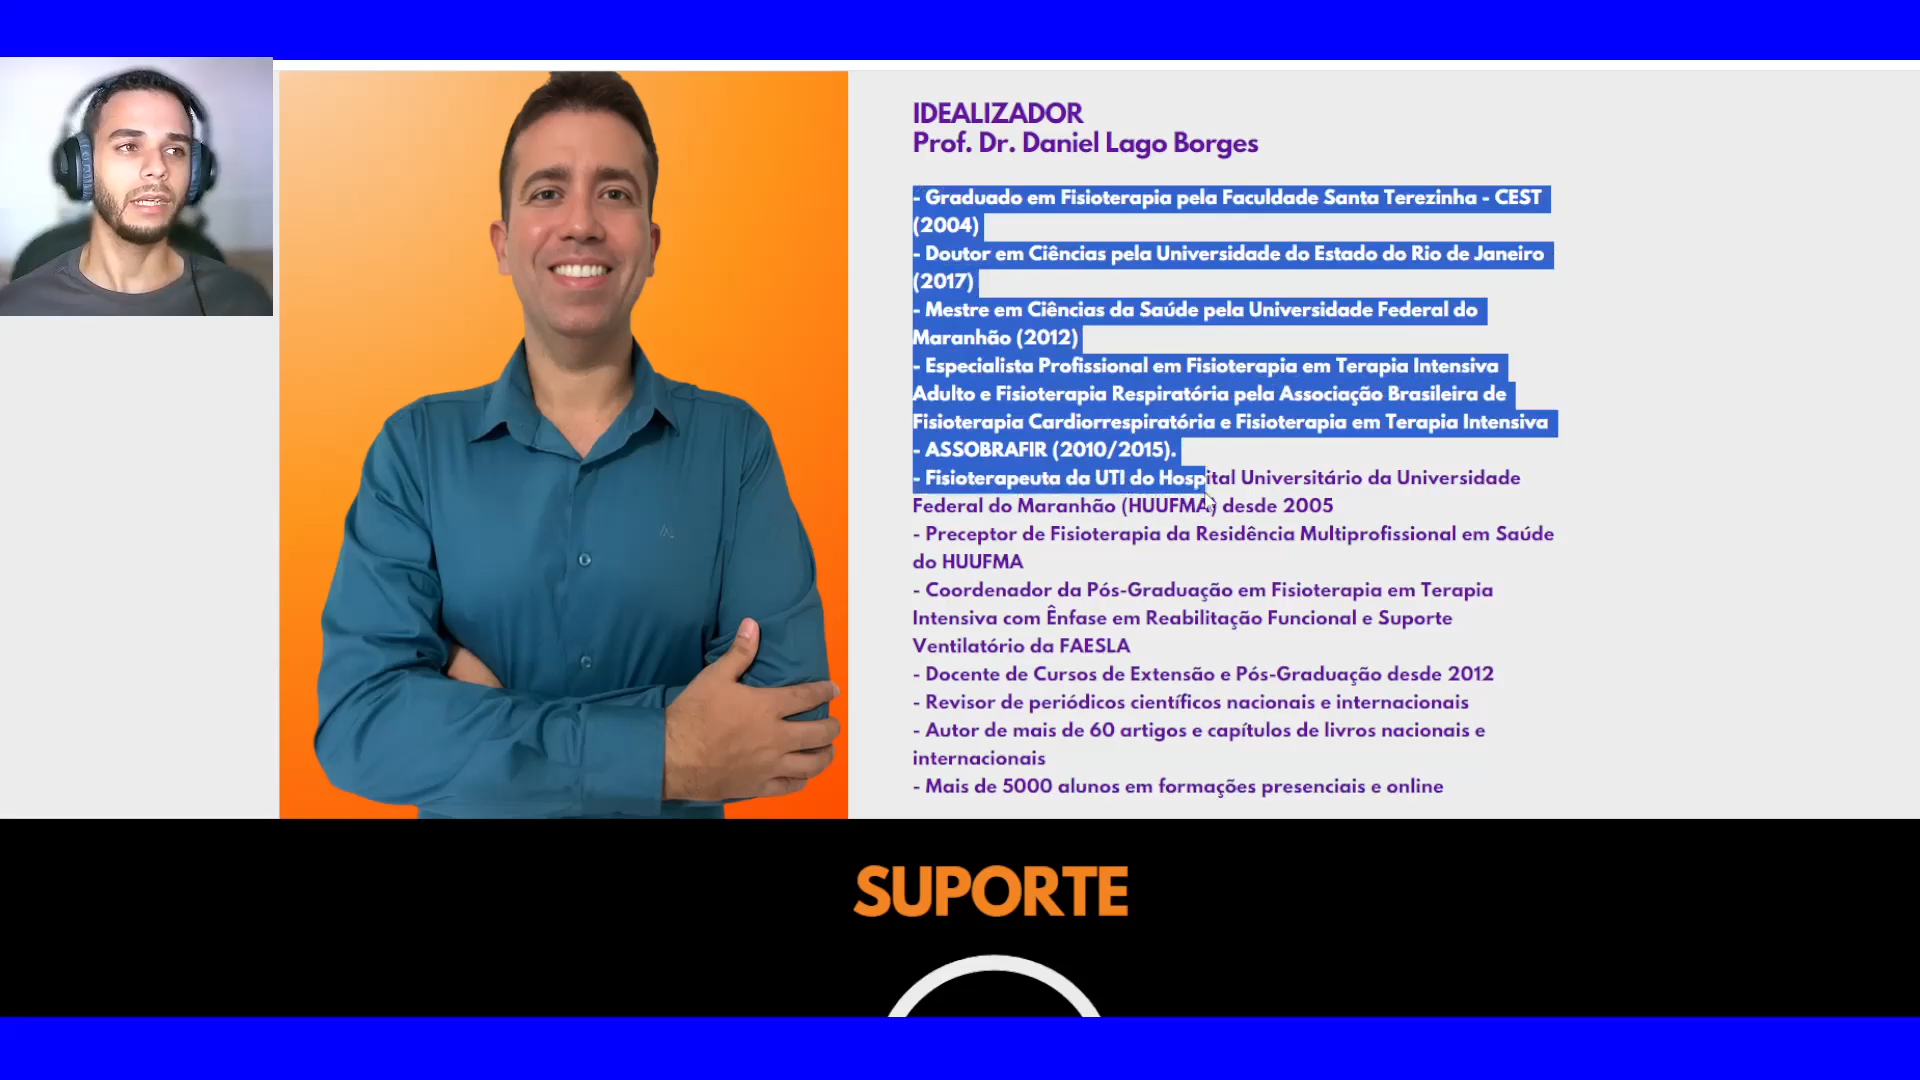 IDEALIZADOR
Prof. Dr. Daniel Lago Borges
- Graduado em Fisioterapia pela Faculdade Santa Terezinha - CEST
(2004)
- Doutor em Ciências pela Universidade do Estado do Rio de Janeiro
(2017)
- Mestre em Ciências da Saúde pela Universidade Federal do
Maranhão (2012)
- Especialista Profissional em Fisioterapia em Terapia Intensiva
Adulto e Fisioterapia Respiratória pela Associação Brasileira de
Fisioterapia Cardiorrespiratória e Fisioterapia em Terapia Intensiva
- ASSOBRAFIR (2010/2015).
- Fisioterapeuta da UTI do Hospital Universitário da Universidade
Federal do Maranhão (HUUFMA) desde 2005
- Preceptor de Fisioterapia da Residência Multiprofissional em Saúde
do HUUFMA
- Coordenador da Pós-Graduação em Fisioterapia em Terapia
Intensiva com Ênfase em Reabilitação Funcional e Suporte
Ventilatório da FAESLA
- Docente de Cursos de Extensão e Pós-Graduação desde 2012
- Revisor de periódicos científicos nacionais e internacionais
- Autor de mais de 60 artigos e capítulos de livros nacionais e
internacionais
- Mais de 5000 alunos em formações presenciais e online
SUPORTE